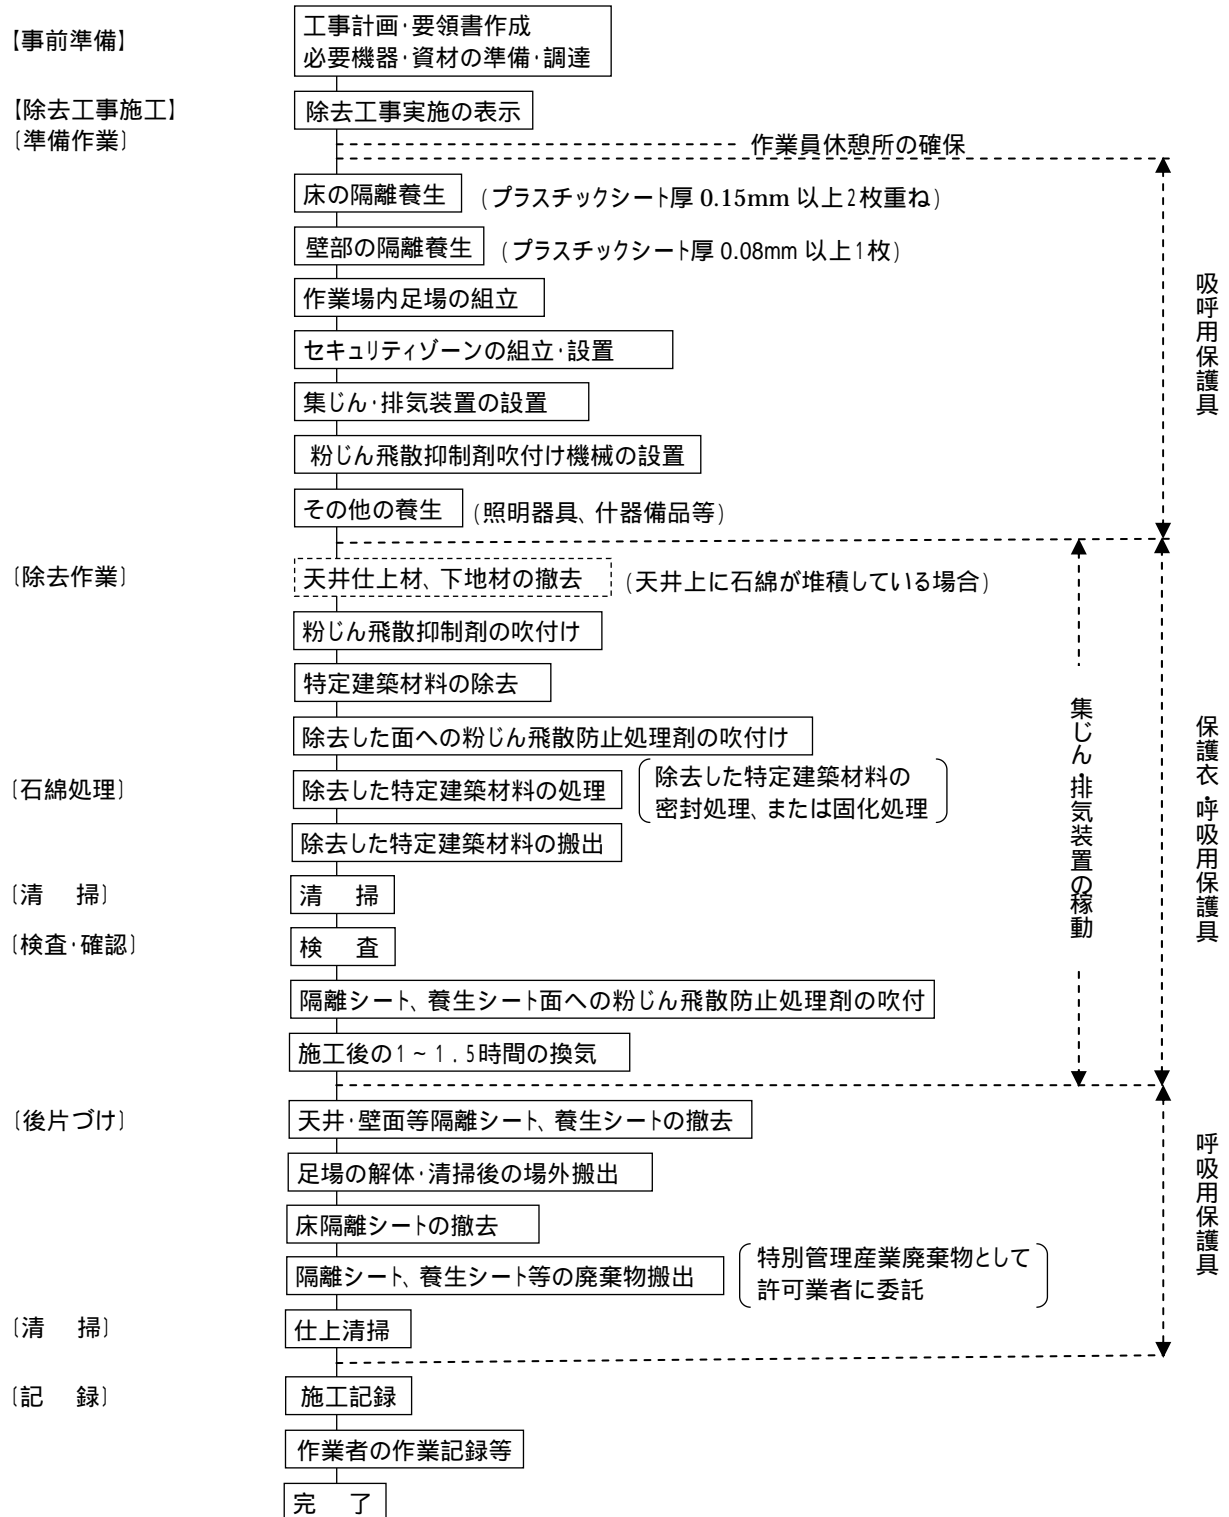 【事前準備】
工事計画・要領書作成
必要機器・資材の準備・調達
【除去工事施工】
除去工事実施の表示
〔準備作業〕
作業員休憩所の確保
床の隔離養生
(プラスチックシート厚 0.15mm 以上2枚重ね)
壁部の隔離養生
(プラスチックシート厚 0.08mm 以上1枚)
作業場内足場の組立
セキュリティゾーンの組立・設置
集じん・排気装置の設置
粉じん飛散抑制剤吹付け機械の設置
その他の養生
(照明器具、什器備品等)
吸呼用保護具
〔除去作業〕
天井仕上材、下地材の撤去
(天井上に石綿が堆積している場合)
粉じん飛散抑制剤の吹付け
特定建築材料の除去
除去した面への粉じん飛散防止処理剤の吹付け
〔石綿処理〕
除去した特定建築材料の処理
除去した特定建築材料の
密封処理、または固化処理
除去した特定建築材料の搬出
〔清　掃〕
清　掃
〔検査・確認〕
検　査
隔離シート、養生シート面への粉じん飛散防止処理剤の吹付
施工後の1~1.5時間の換気
集じん・排気装置の稼動
保護衣・呼吸用保護具
〔後片づけ〕
天井・壁面等隔離シート、養生シートの撤去
足場の解体・清掃後の場外搬出
床隔離シートの撤去
隔離シート、養生シート等の廃棄物搬出
特別管理産業廃棄物として
許可業者に委託
〔清　掃〕
仕上清掃
呼吸用保護具
〔記　録〕
施工記録
作業者の作業記録等
完　了